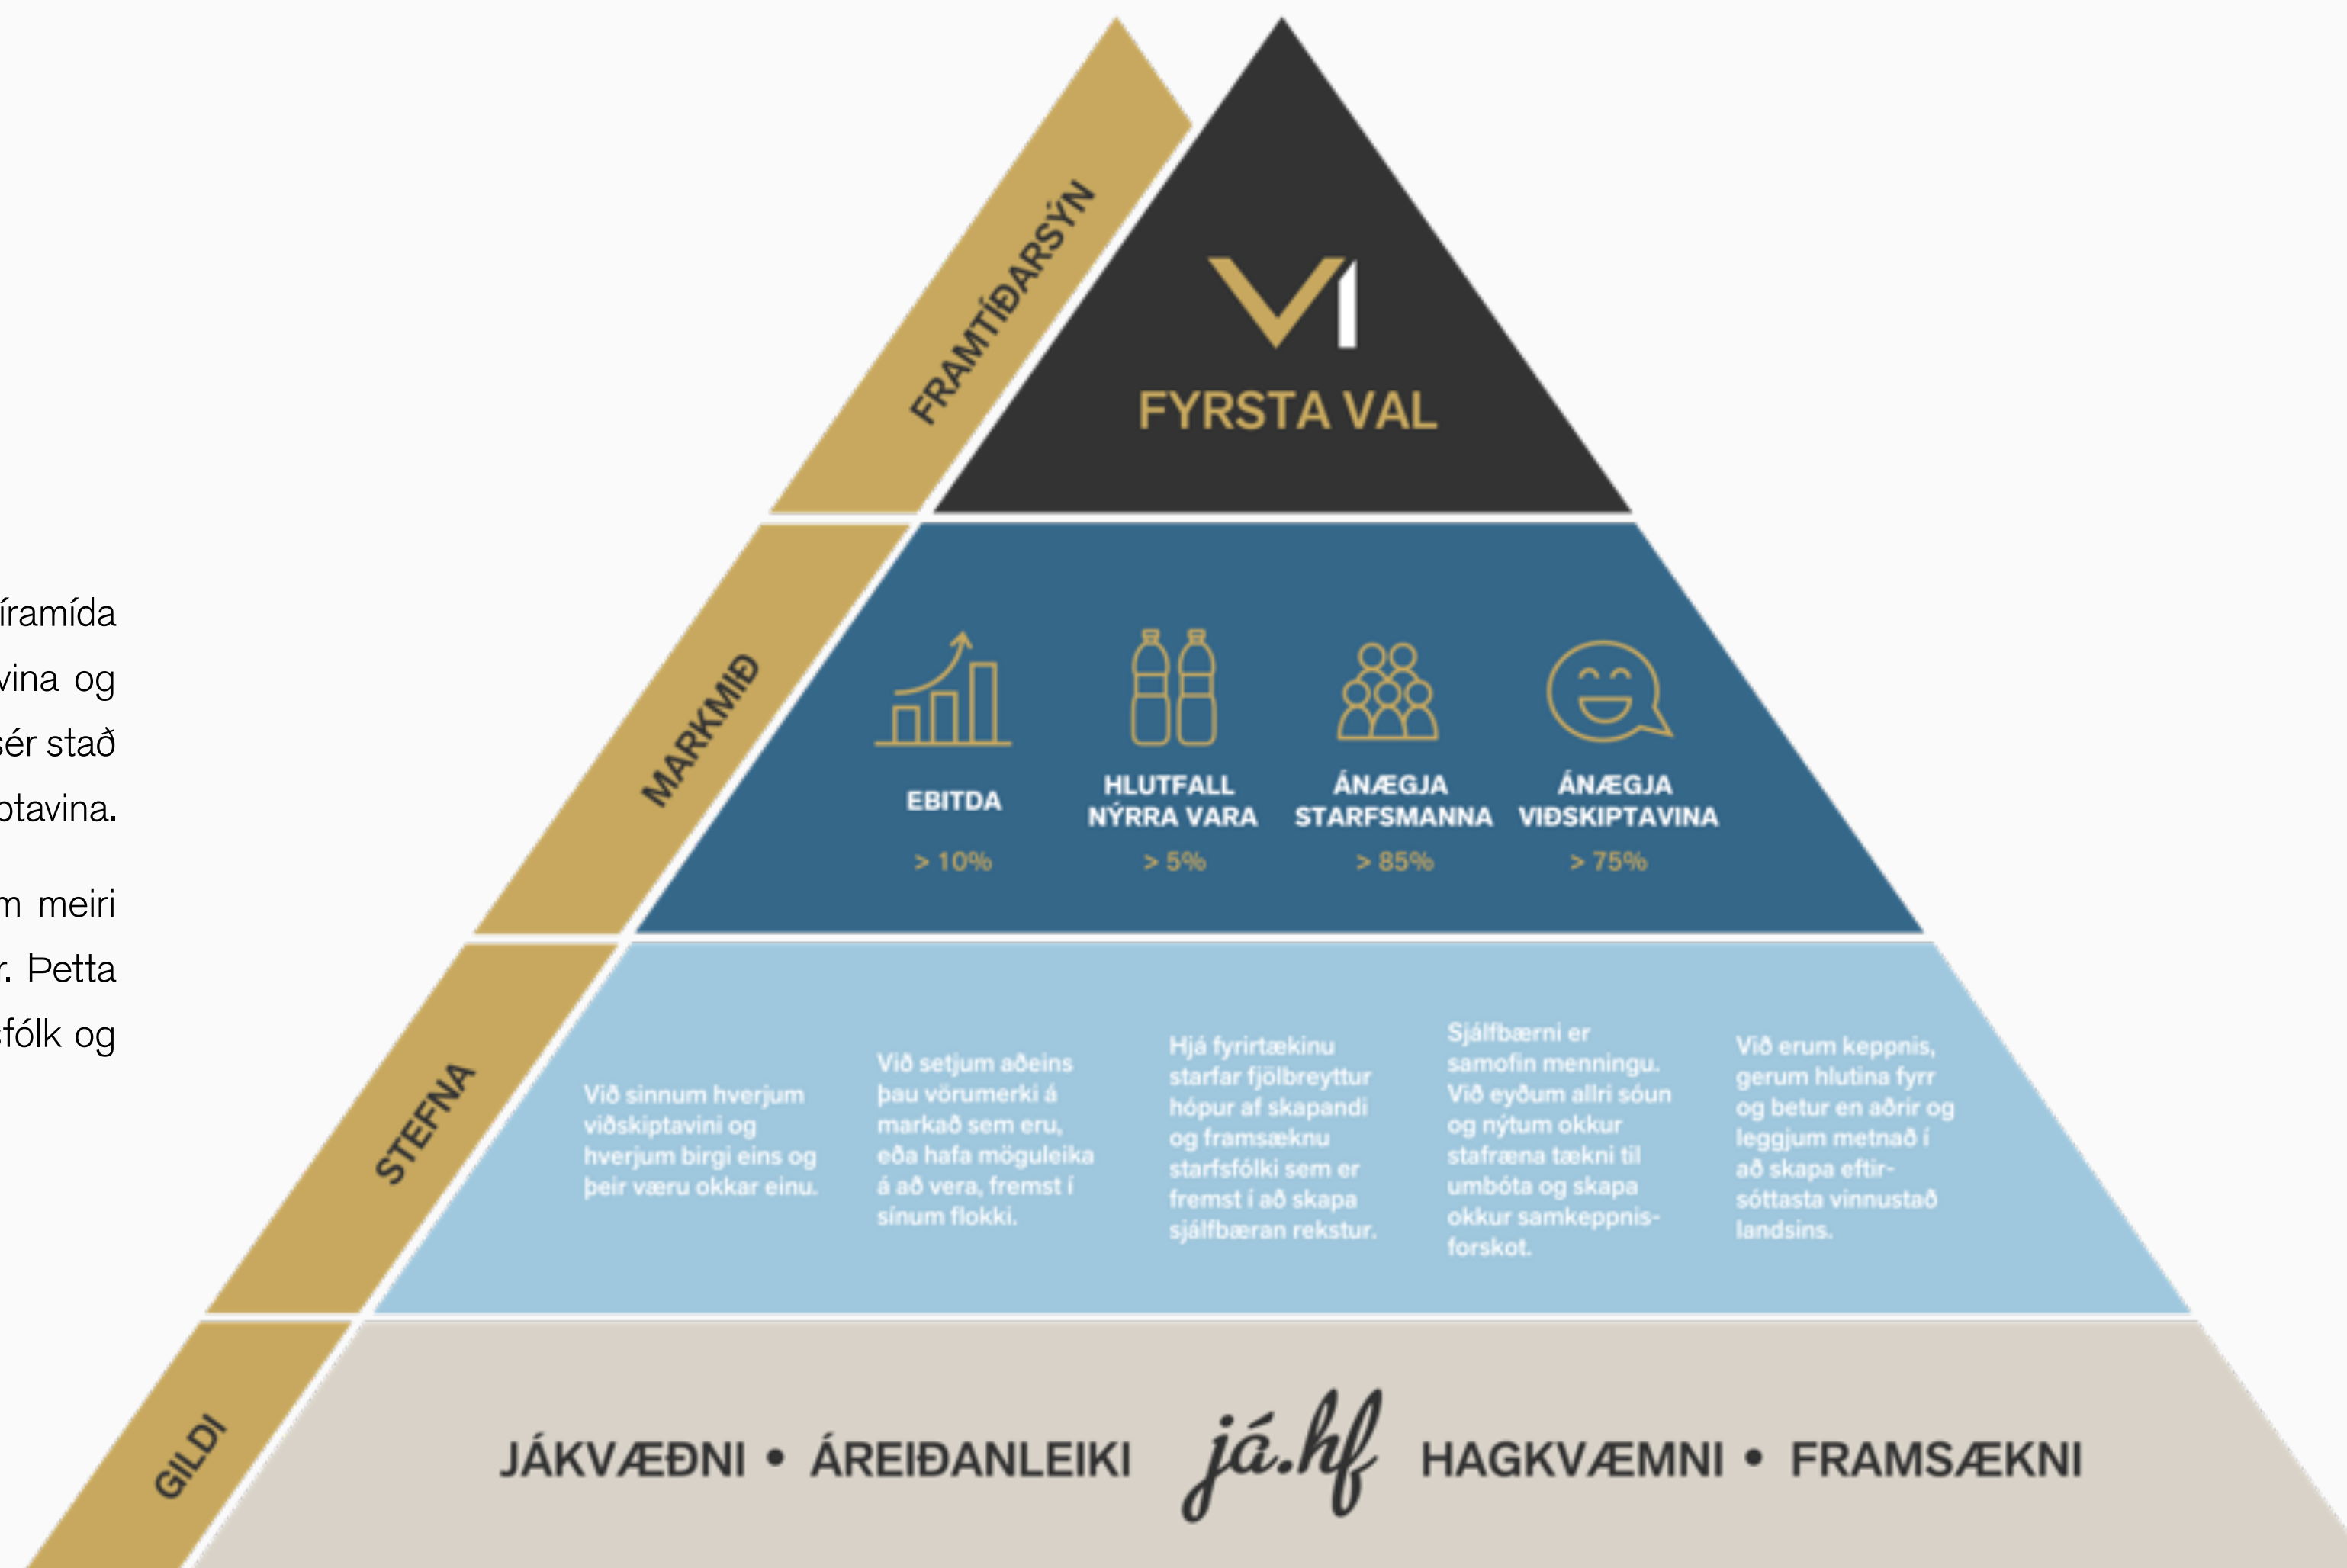 íramída
vina og
sér stað
ptavina.
m meiri
r. Þetta
fólk og
FRAMTÍÐARSÝN
V1
FYRSTA VAL
MARKMIÐ
EBITDA
> 10%
HLUTFALL
NÝRRA VARA
> 5%
ÁNÆGJA
STARFSMANNA
> 85%
ÁNÆGJA
VIÐSKIPTAVINA
> 75%
STEFNA
Við sinnum hverjum
viðskiptavini og
hverjum birgi eins og
þeir væru okkar einu.
Við setjum aðeins
þau vörumerki á
markað sem eru,
eða hafa möguleika
á að vera, fremst í
sínum flokki.
Hjá fyrirtækinu
starfar fjölbreyttur
hópur af skapandi
og framsæknu
starfsfólki sem er
fremst í að skapa
sjálfbæran rekstur.
Sjálfbærni er
samofin menningu.
Við eyðum allri sóun
og nýtum okkur
stafræna tækni til
umbóta og skapa
okkur samkeppnis-
forskot.
Við erum keppnis,
gerum hlutina fyrr
og betur en aðrir og
leggjum metnað í
að skapa eftir-
sóttasta vinnustað
landsins.
GILDI
JÁKVÆÐNI • ÁREIÐANLEIKI já.hf HAGKVÆMNI • FRAMSÆKNI